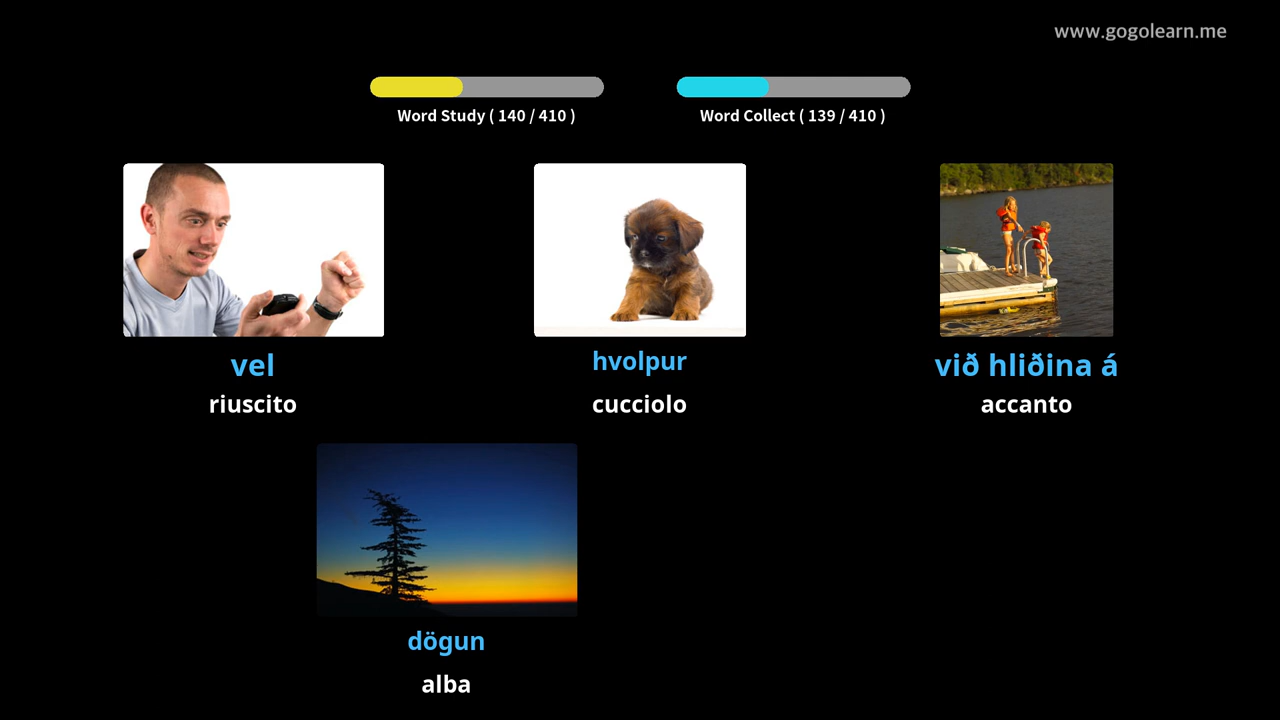 www.gogolearn.me
Word Study ( 140 / 410 )
Word Collect ( 139 / 410 )
vel
riuscito
hvolpur
cucciolo
við hliðina á
accanto
dögun
alba